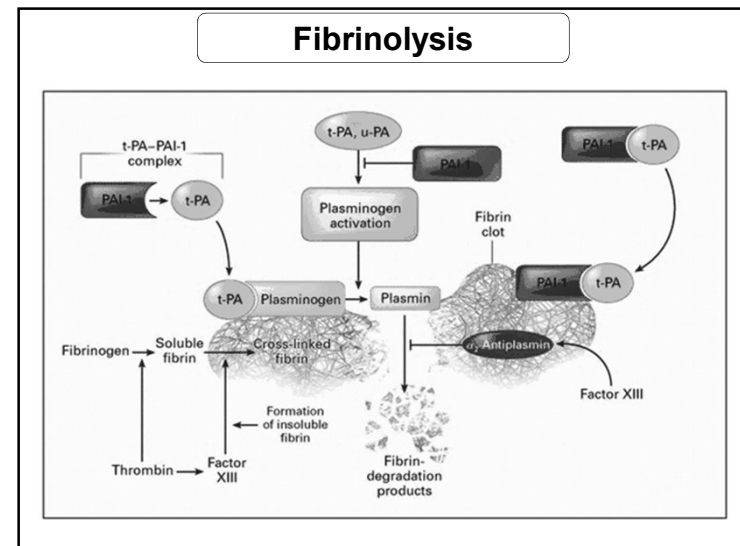 Fibrinolysis
t-PA–PAI-1
complex
PAI-1
t-PA
t-PA, u-PA
PAI-1
Plasminogen
activation
PAI-1
t-PA
Fibrin
clot
PAI-1
t-PA
t-PA
Plasminogen
Plasmin
Fibrinogen
Soluble
fibrin
Cross-linked
fibrin
α₂ Antiplasmin
Factor XIII
Formation
of insoluble
fibrin
Thrombin
Factor
XIII
Fibrin-
degradation
products